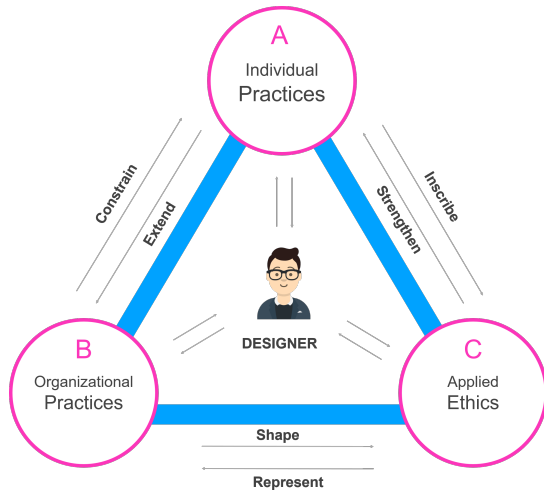 A
Individual
Practices
Constrain
Extend
Inscribe
Strengthen
DESIGNER
B
Organizational
Practices
C
Applied
Ethics
Shape
Represent